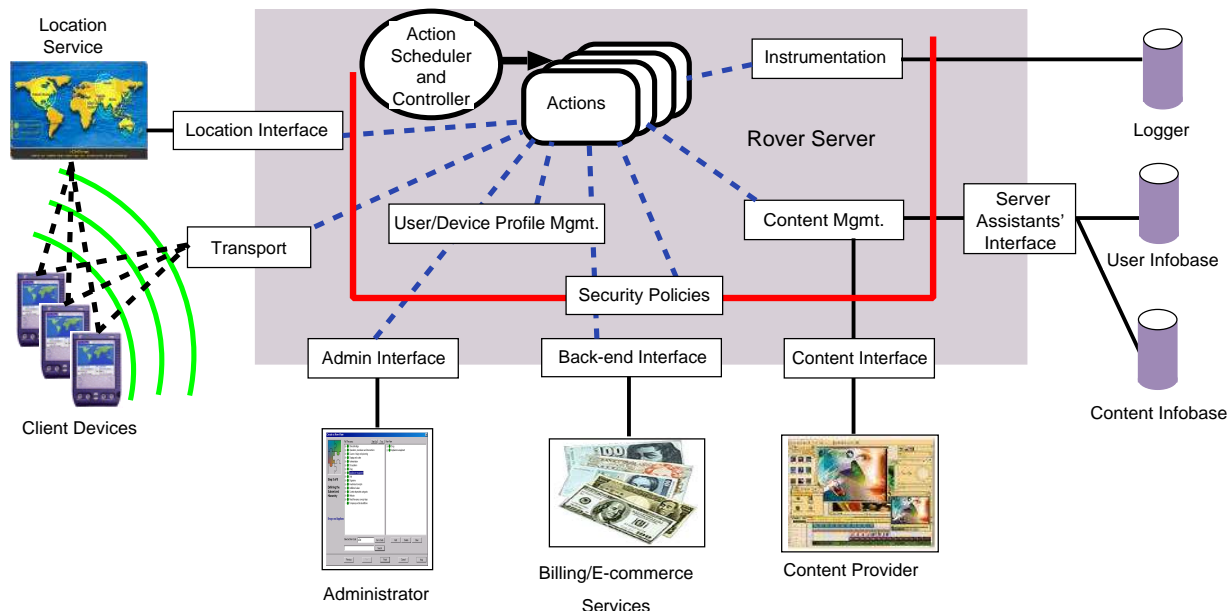 Location
Service
Action
Scheduler
and
Controller
Actions
Instrumentation
Logger
Location Interface
Rover Server
User/Device Profile Mgmt.
Content Mgmt.
Server
Assistants'
Interface
Transport
User Infobase
Security Policies
Admin Interface
Back-end Interface
Content Interface
Client Devices
Content Infobase
Administrator
Billing/E-commerce
Services
Content Provider